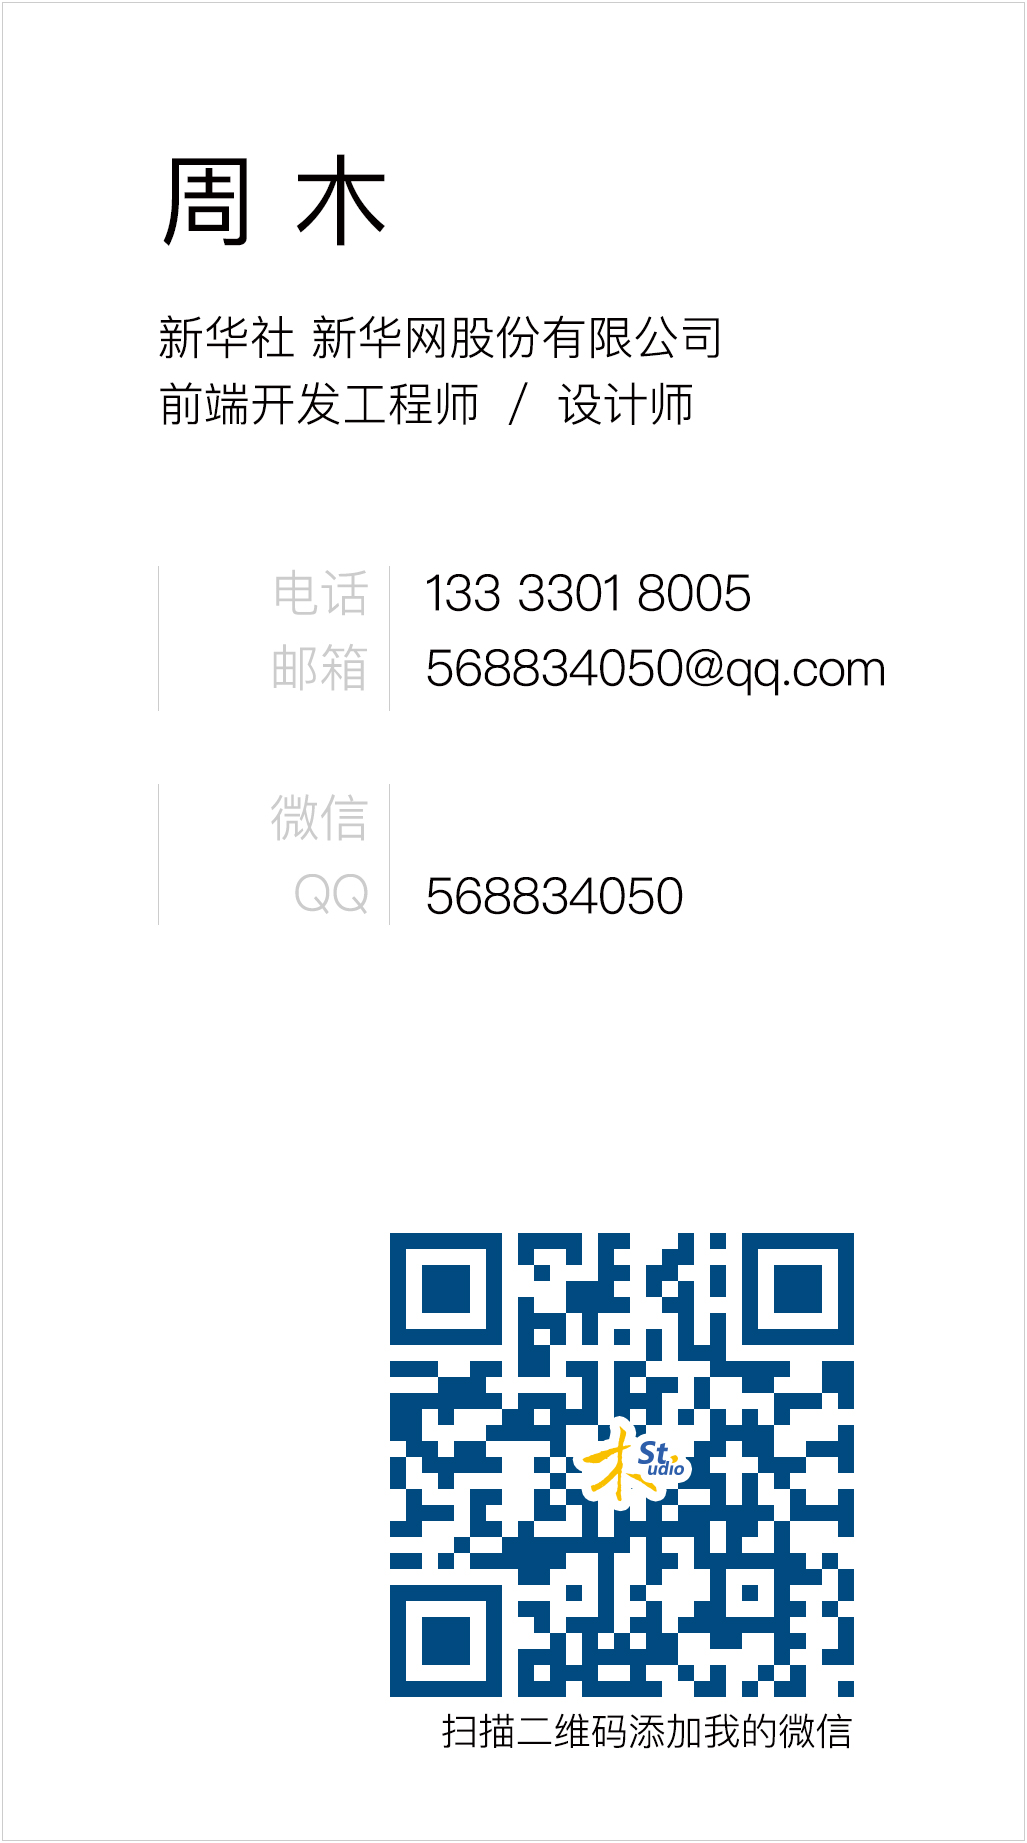 周 木
新华社 新华网股份有限公司
前端开发工程师 / 设计师
电话 133 3301 8005
邮箱 568834050@qq.com
微信
QQ 568834050
木 St.
udio
扫描二维码添加我的微信